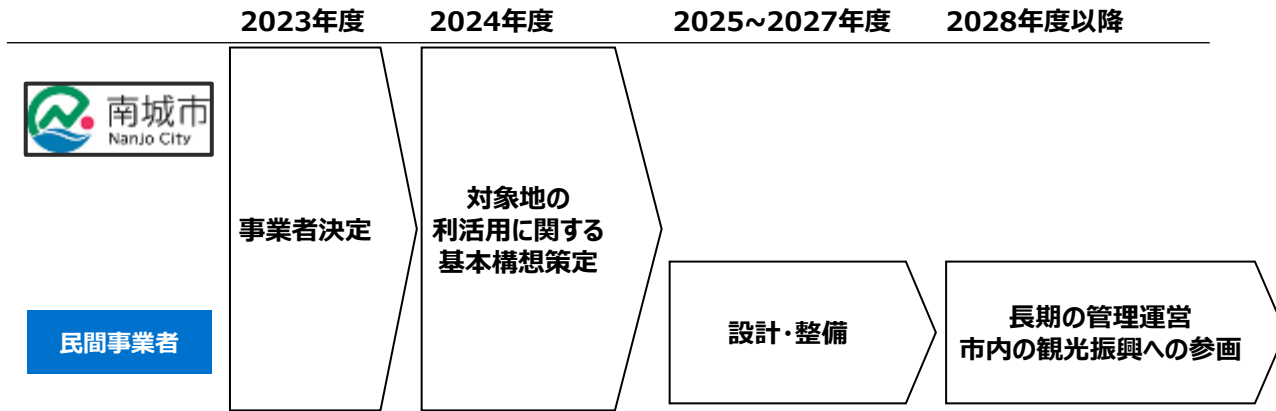 2023年度
2024年度
2025~2027年度
2028年度以降
南城市
Nanjo City
事業者決定
対象地の
利活用に関する
基本構想策定
民間事業者
設計・整備
長期の管理運営
市内の観光振興への参画